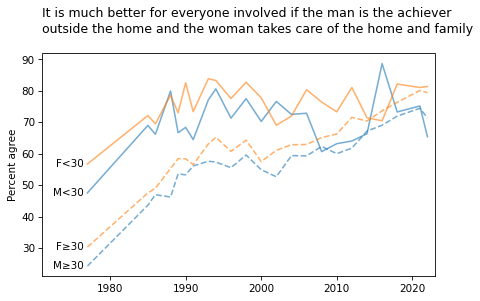 It is much better for everyone involved if the man is the achiever
outside the home and the woman takes care of the home and family
90
80
70
60
50
40
30
Percent agree
F<30
M<30
F≥30
M≥30
1980
1990
2000
2010
2020